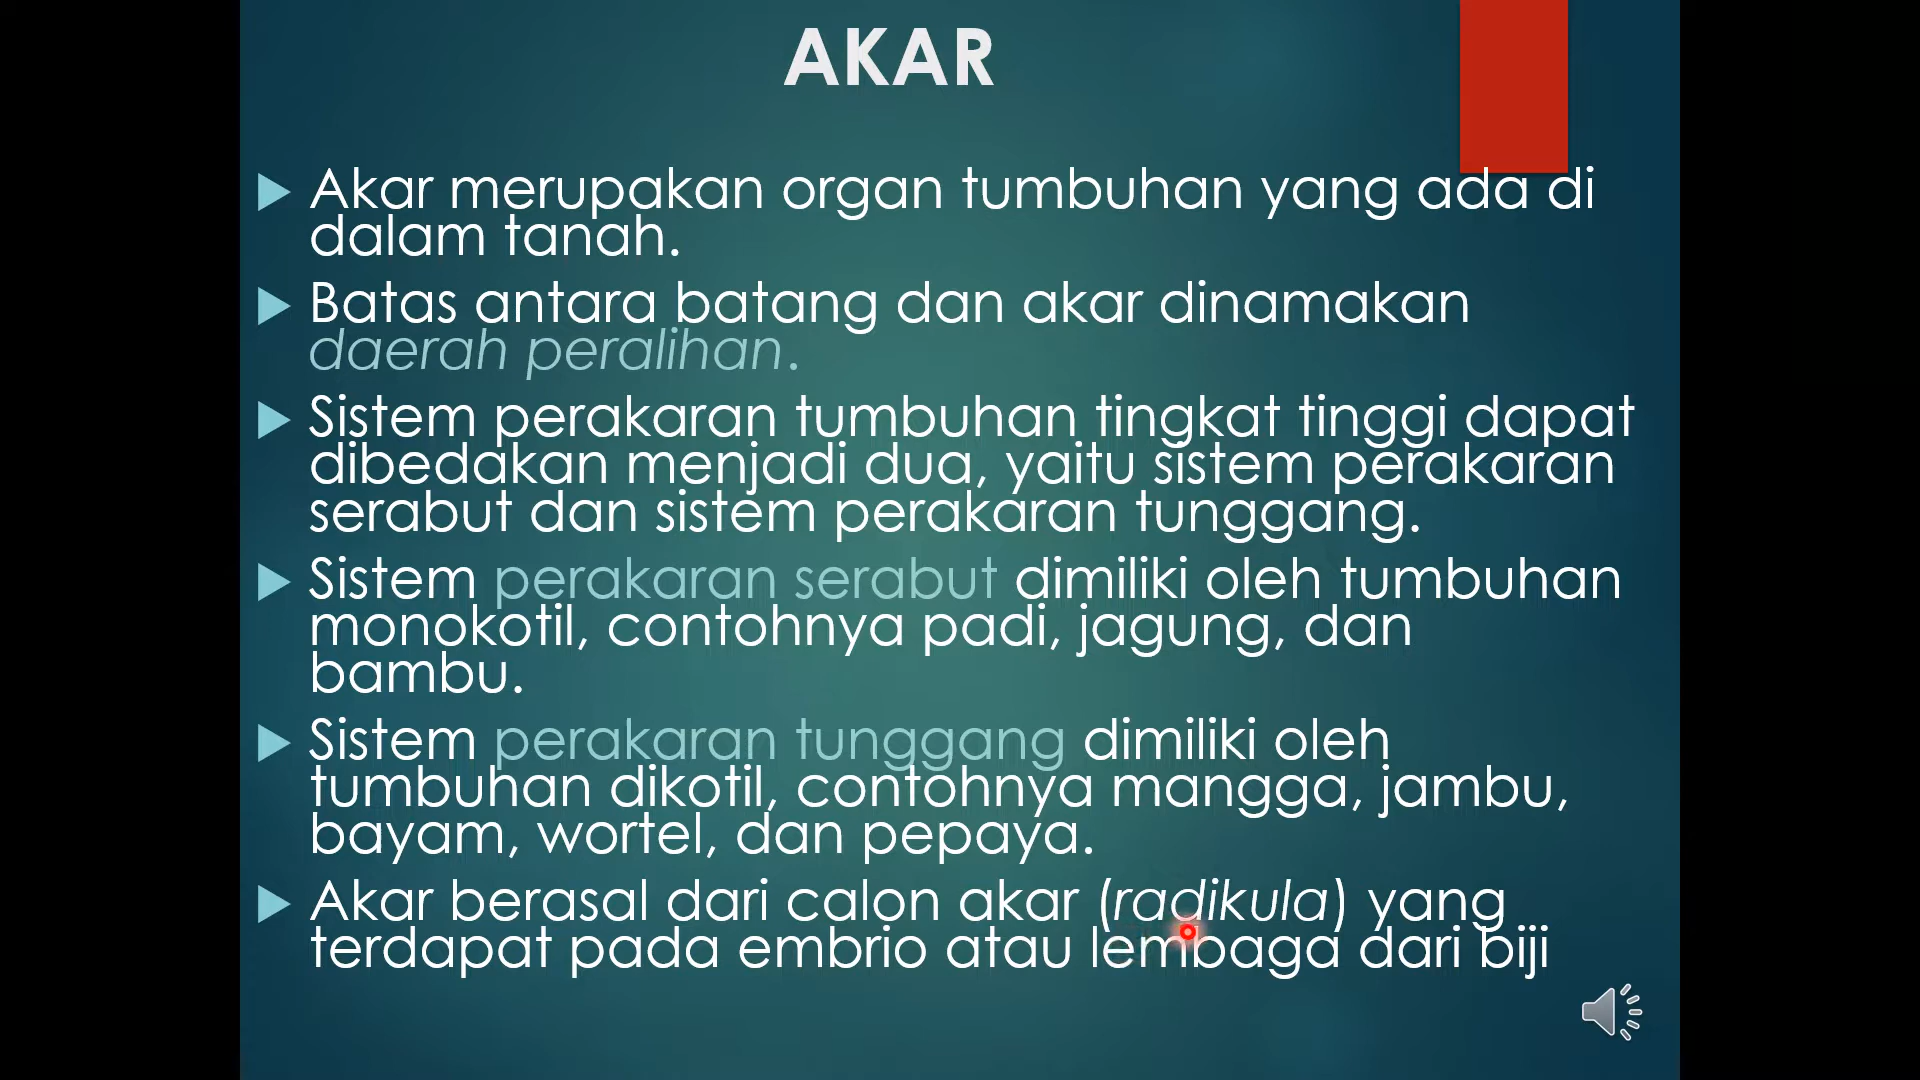 AKAR
Akar merupakan organ tumbuhan yang ada di
dalam tanah.
Batas antara batang dan akar dinamakan
daerah peralihan.
Sistem perakaran tumbuhan tingkat tinggi dapat
dibedakan menjadi dua, yaitu sistem perakaran
serabut dan sistem perakaran tunggang.
Sistem perakaran serabut dimiliki oleh tumbuhan
monokotil, contohnya padi, jagung, dan
bambu.
Sistem perakaran tunggang dimiliki oleh
tumbuhan dikotil, contohnya mangga, jambu,
bayam, wortel, dan pepaya.
Akar berasal dari calon akar (radikula) yang
terdapat pada embrio atau lembaga dari biji